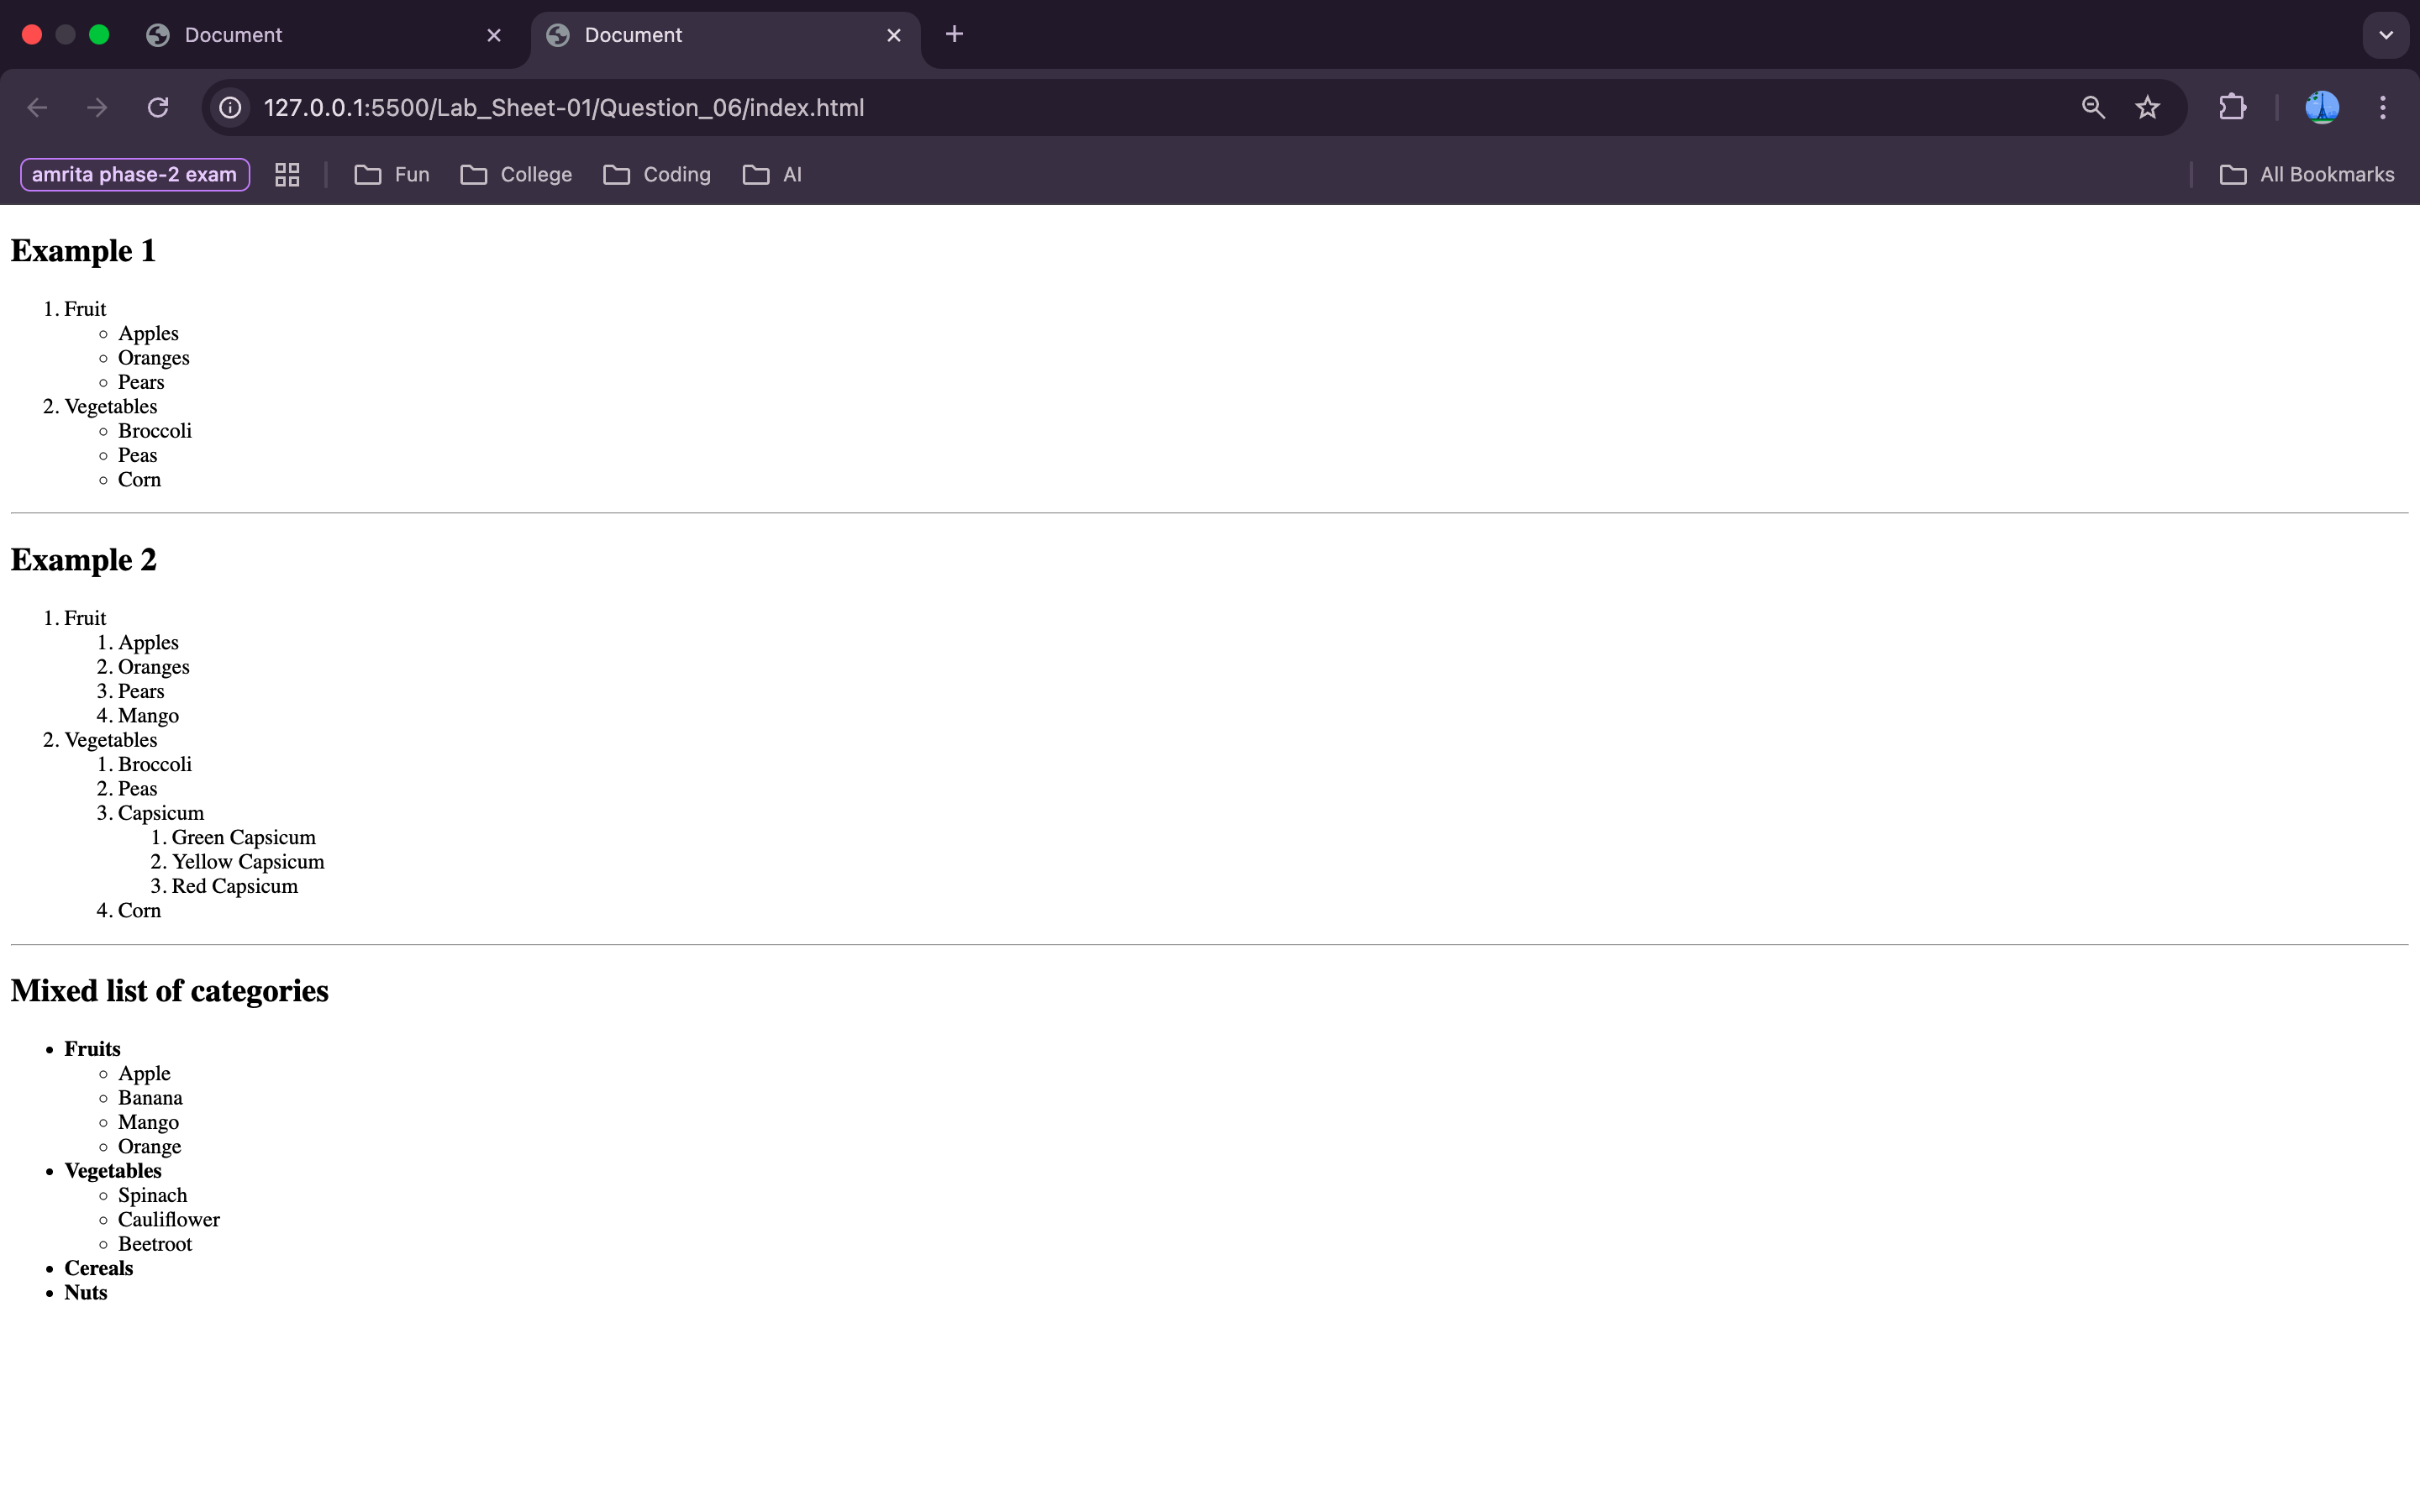 Document
Document
127.0.0.1:5500/Lab_Sheet-01/Question_06/index.html
amrita phase-2 exam
Fun
College
Coding
AI
All Bookmarks
Example 1
1. Fruit
Apples
Oranges
Pears
2. Vegetables
Broccoli
Peas
Corn
Example 2
1. Fruit
1. Apples
2. Oranges
3. Pears
4. Mango
2. Vegetables
1. Broccoli
2. Peas
3. Capsicum
1. Green Capsicum
2. Yellow Capsicum
3. Red Capsicum
4. Corn
Mixed list of categories
Fruits
Apple
Banana
Mango
Orange
Vegetables
Spinach
Cauliflower
Beetroot
Cereals
Nuts